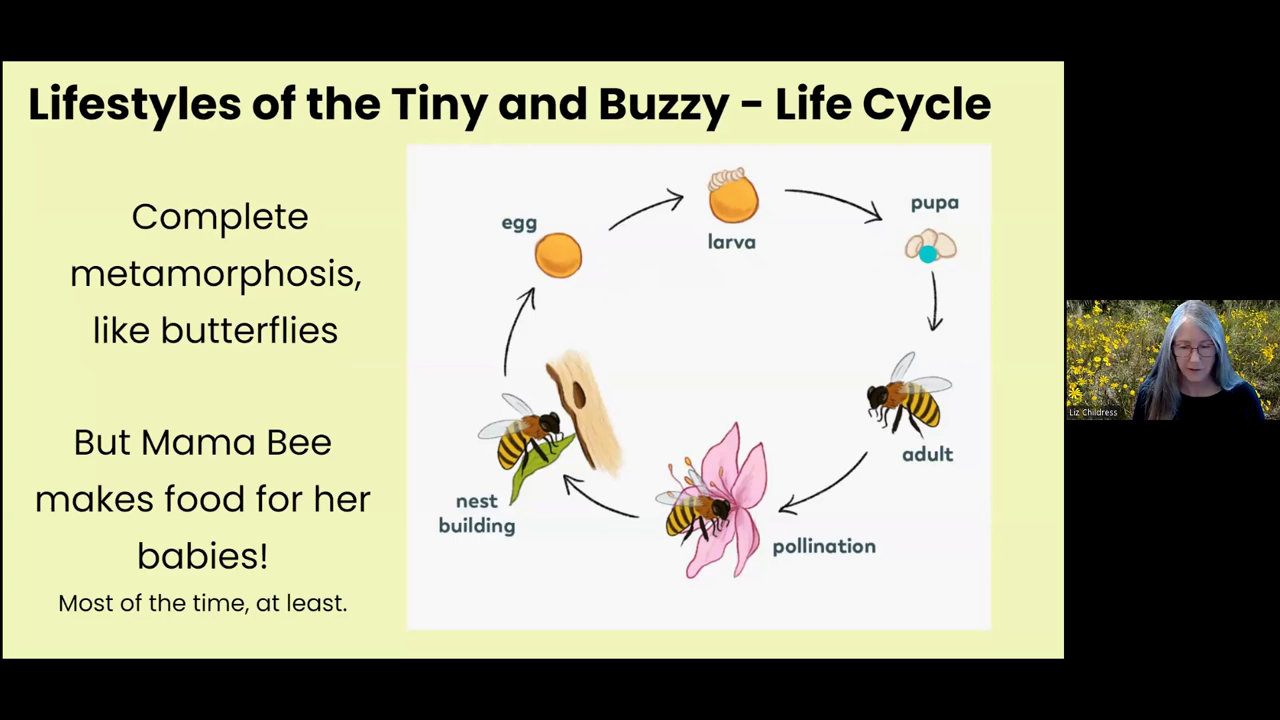 Lifestyles of the Tiny and Buzzy - Life Cycle
Complete
metamorphosis,
like butterflies
But Mama Bee
makes food for her
babies!
Most of the time, at least.
egg
larva
pupa
adult
pollination
nest
building
Liz Childress